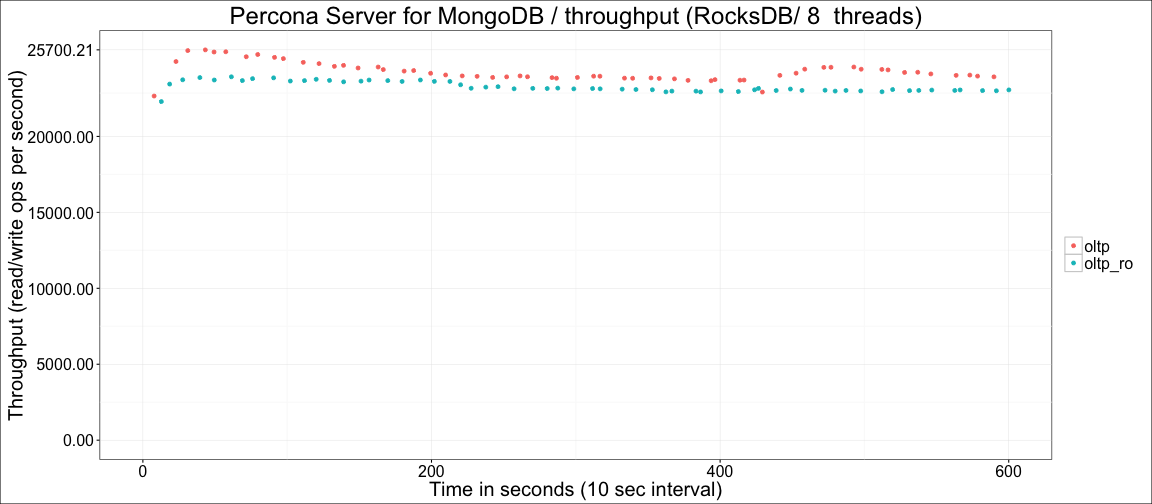 Percona Server for MongoDB / throughput (RocksDB/ 8  threads)
Throughput (read/write ops per second)
25700.21
20000.00
15000.00
10000.00
5000.00
0.00
0
200
400
600
Time in seconds (10 sec interval)
oltp
oltp_ro